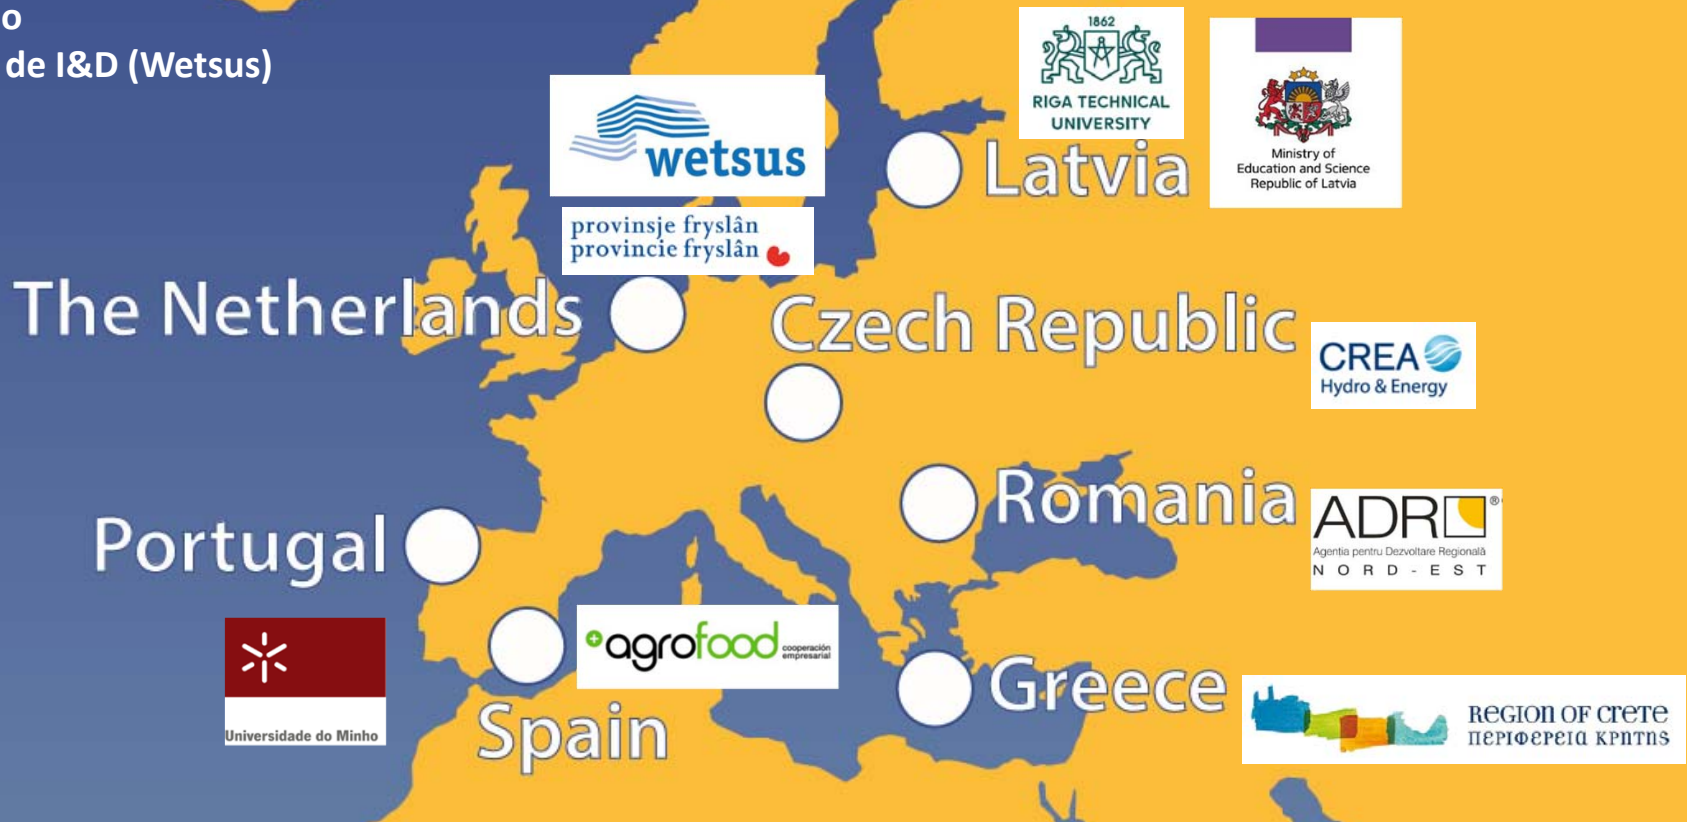 o
de I&D (Wetsus)
1862
RIGA TECHNICAL
UNIVERSITY
Ministry of
Education and Science
Republic of Latvia
wetsus
Latvia
provinsje fryslân
provincie fryslân
The Netherlands
Czech Republic
CREA
Hydro & Energy
Romania
ADR®
Agentia pentru Dezvoltare Regională
NORD-EST
Portugal
Universidade do Minho
+agrofood cooperación
empresarial
Spain
Greece
REGION OF CRETE
ΠΕΡΙΦΕΡΕΙΑ ΚΡΗΤΗΣ